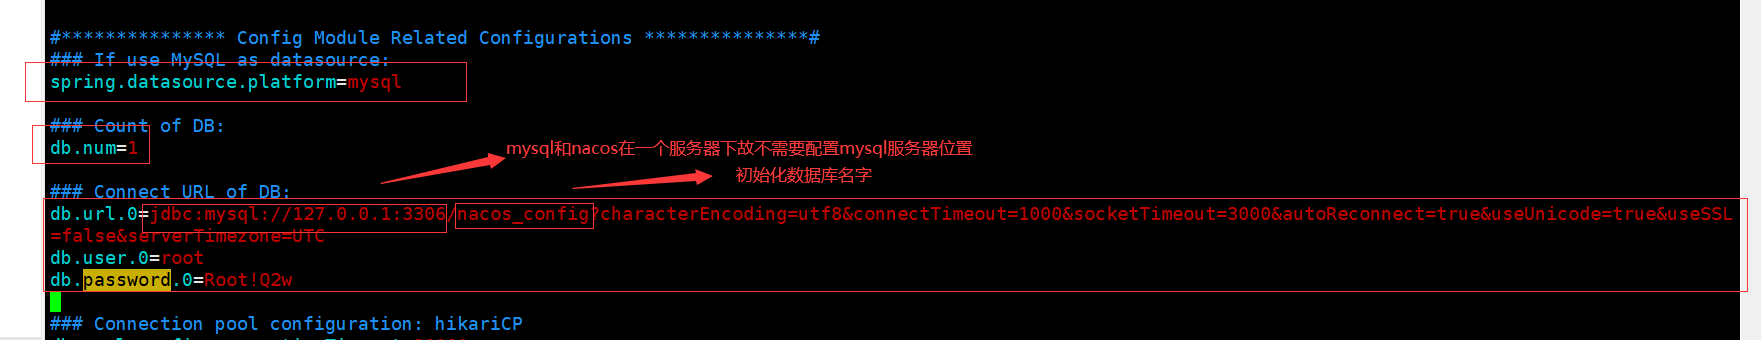 #*************** Config Module Related Configurations ***************#
### If use MySQL as datasource:
spring.datasource.platform=mysql
### Count of DB:
db.num=1
mysql和nacos在一个服务器下故不需要配置mysql服务器位置
初始化数据库名字
### Connect URL of DB:
db.url.0=jdbc:mysql://127.0.0.1:3306/nacos_config?characterEncoding=utf8&connectTimeout=1000&socketTimeout=3000&autoReconnect=true&useUnicode=true&useSSL
=false&serverTimezone=UTC
db.user.0=root
db.password.0=Root!Q2w
### Connection pool configuration: hikariCP